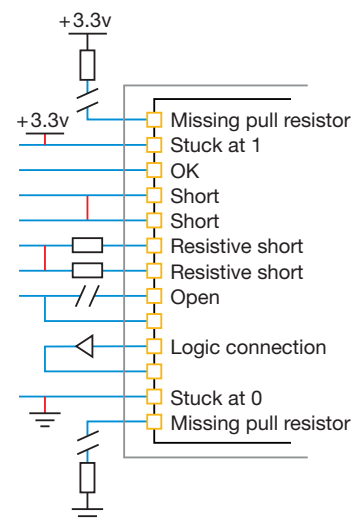 +3.3v
+3.3v
Missing pull resistor
Stuck at 1
OK
Short
Short
Resistive short
Resistive short
Open
Logic connection
Stuck at 0
Missing pull resistor